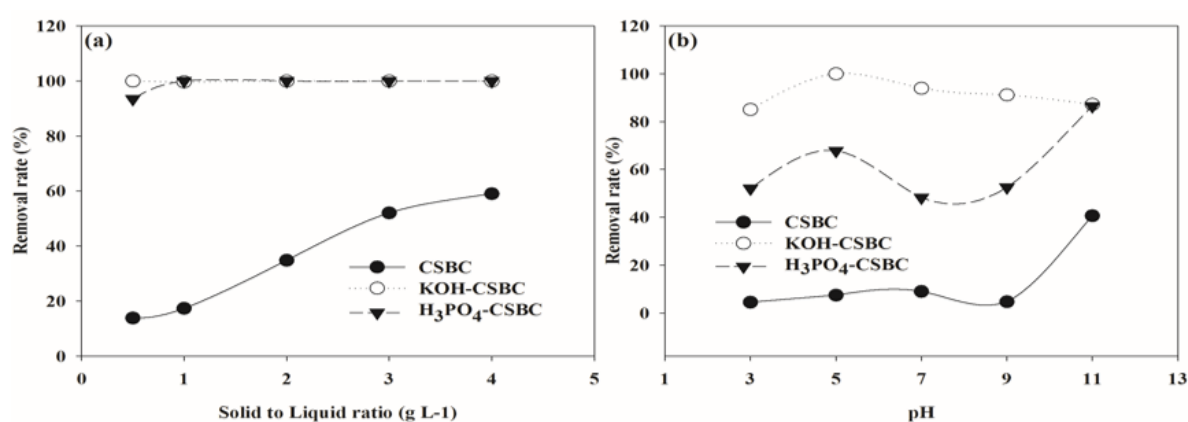 (a)
120
100
80
60
40
20
0
Removal rate (%)
CSBC
KOH-CSBC
H₃PO₄-CSBC
0 1 2 3 4 5
Solid to Liquid ratio (g L-1)
(b)
120
100
80
60
40
20
0
Removal rate (%)
CSBC
KOH-CSBC
H₃PO₄-CSBC
1 3 5 7 9 11 13
pH